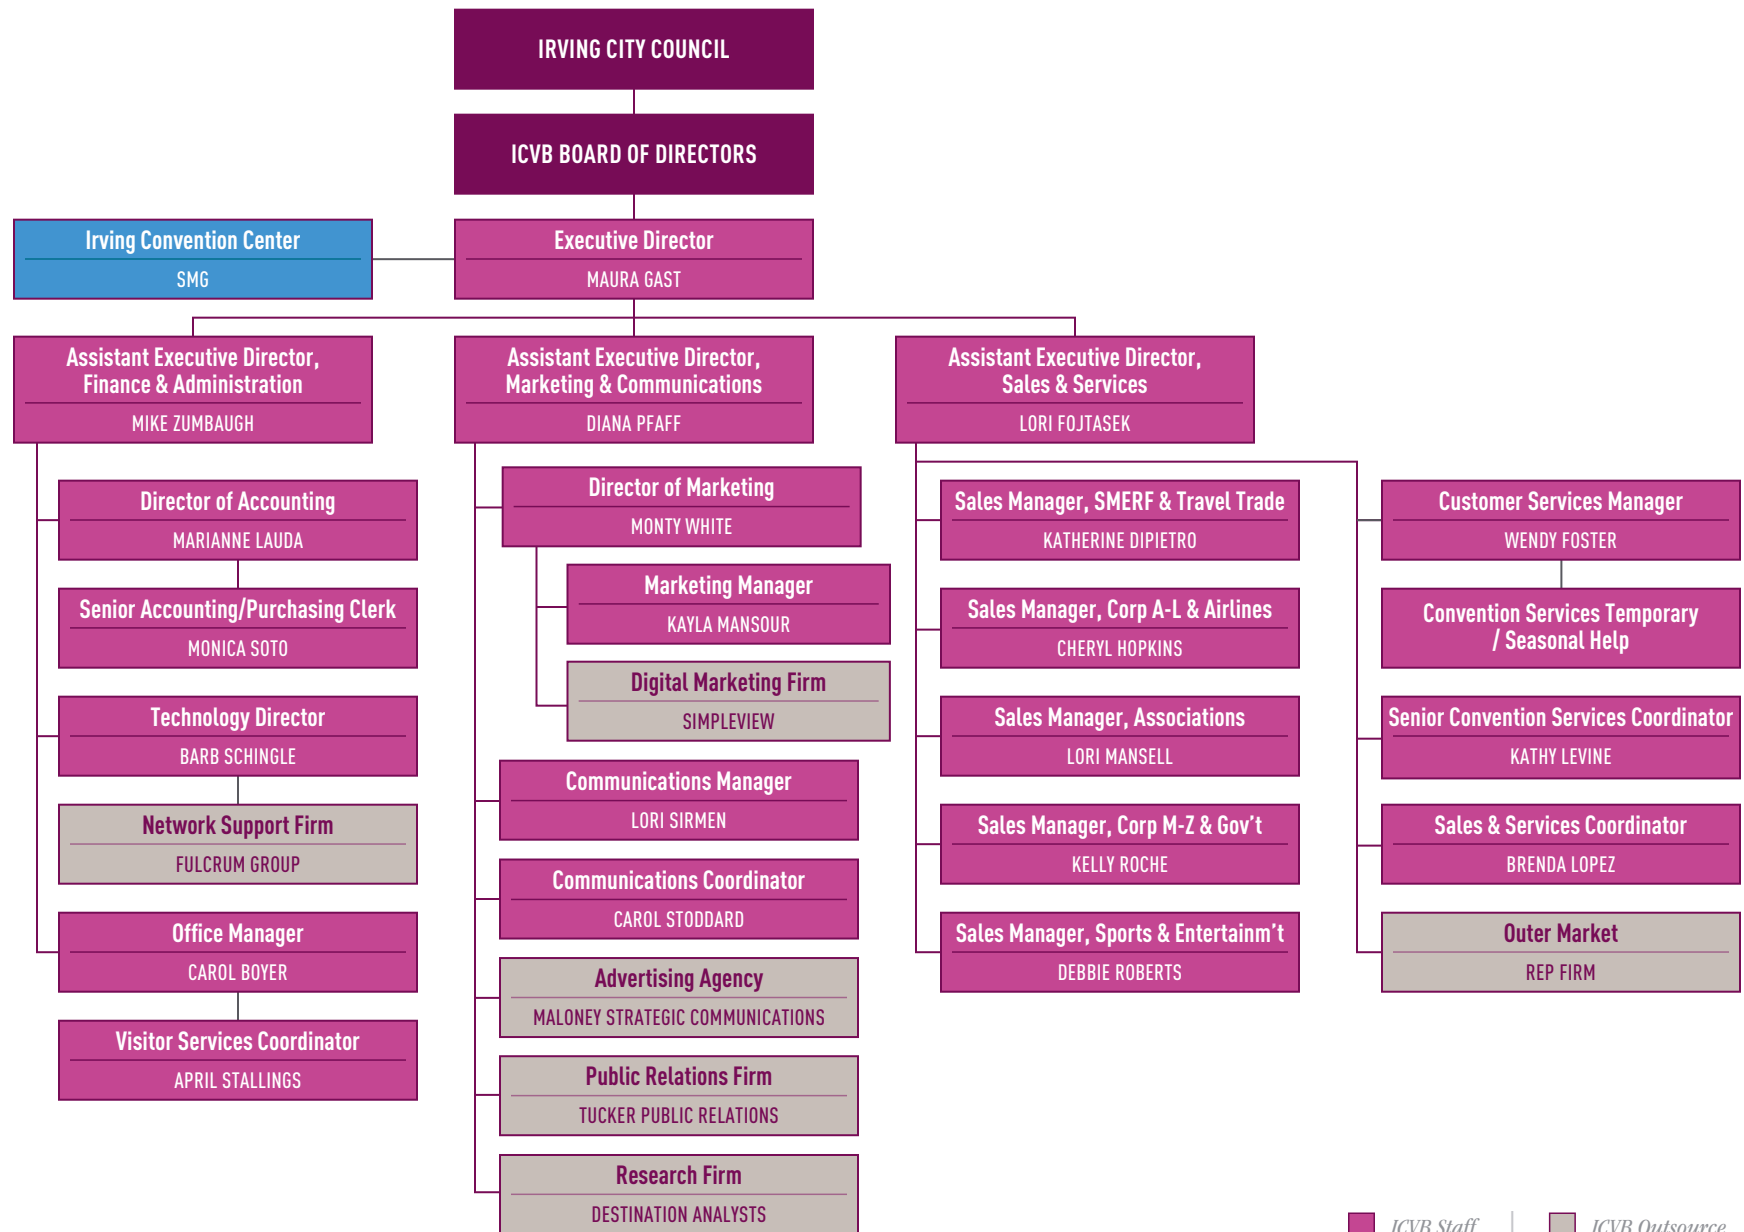 IRVING CITY COUNCIL
ICVB BOARD OF DIRECTORS
Irving Convention Center
SMG
Executive Director
MAURA GAST
Assistant Executive Director,
Finance & Administration
MIKE ZUMBAUGH
Director of Accounting
MARIANNE LAUDA
Senior Accounting/Purchasing Clerk
MONICA SOTO
Technology Director
BARB SCHINGLE
Network Support Firm
FULCRUM GROUP
Office Manager
CAROL BOYER
Visitor Services Coordinator
APRIL STALLINGS
Assistant Executive Director,
Marketing & Communications
DIANA PFAFF
Director of Marketing
MONTY WHITE
Marketing Manager
KAYLA MANSOUR
Digital Marketing Firm
SIMPLEVIEW
Communications Manager
LORI SIRMEN
Communications Coordinator
CAROL STODDARD
Advertising Agency
MALONEY STRATEGIC COMMUNICATIONS
Public Relations Firm
TUCKER PUBLIC RELATIONS
Research Firm
DESTINATION ANALYSTS
Assistant Executive Director,
Sales & Services
LORI FOJTASEK
Sales Manager, SMERF & Travel Trade
KATHERINE DIPIETRO
Sales Manager, Corp A-L & Airlines
CHERYL HOPKINS
Sales Manager, Associations
LORI MANSELL
Sales Manager, Corp M-Z & Gov't
KELLY ROCHE
Sales Manager, Sports & Entertainm't
DEBBIE ROBERTS
Customer Services Manager
WENDY FOSTER
Convention Services Temporary
/ Seasonal Help
Senior Convention Services Coordinator
KATHY LEVINE
Sales & Services Coordinator
BRENDA LOPEZ
Outer Market
REP FIRM
ICVB Staff
ICVB Outsource